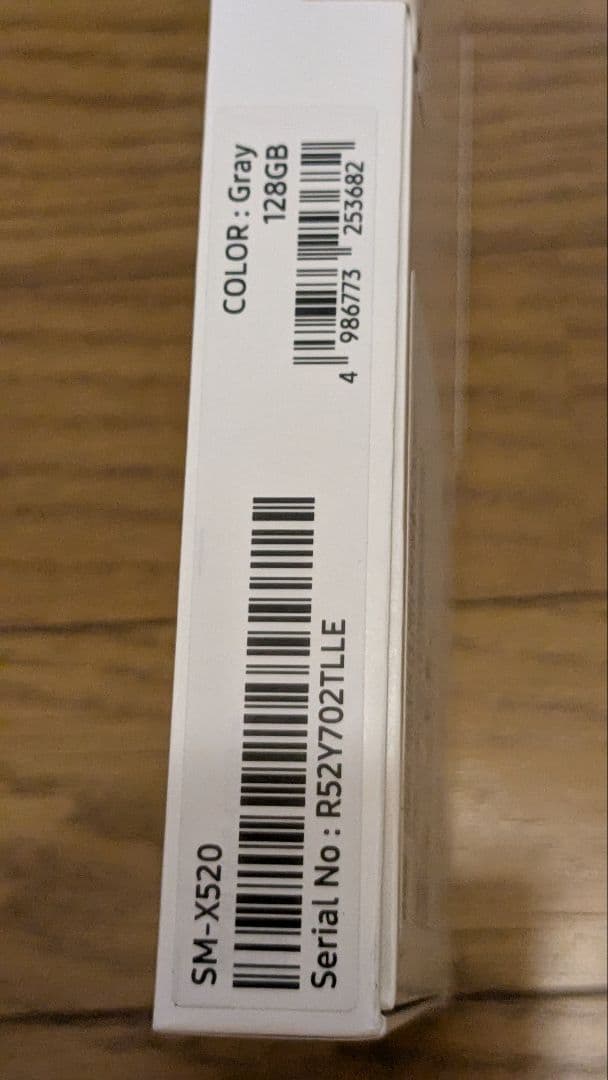 SM-X520
Serial No : R52Y702TLLE
COLOR : Gray
128GB
4 986773 253682